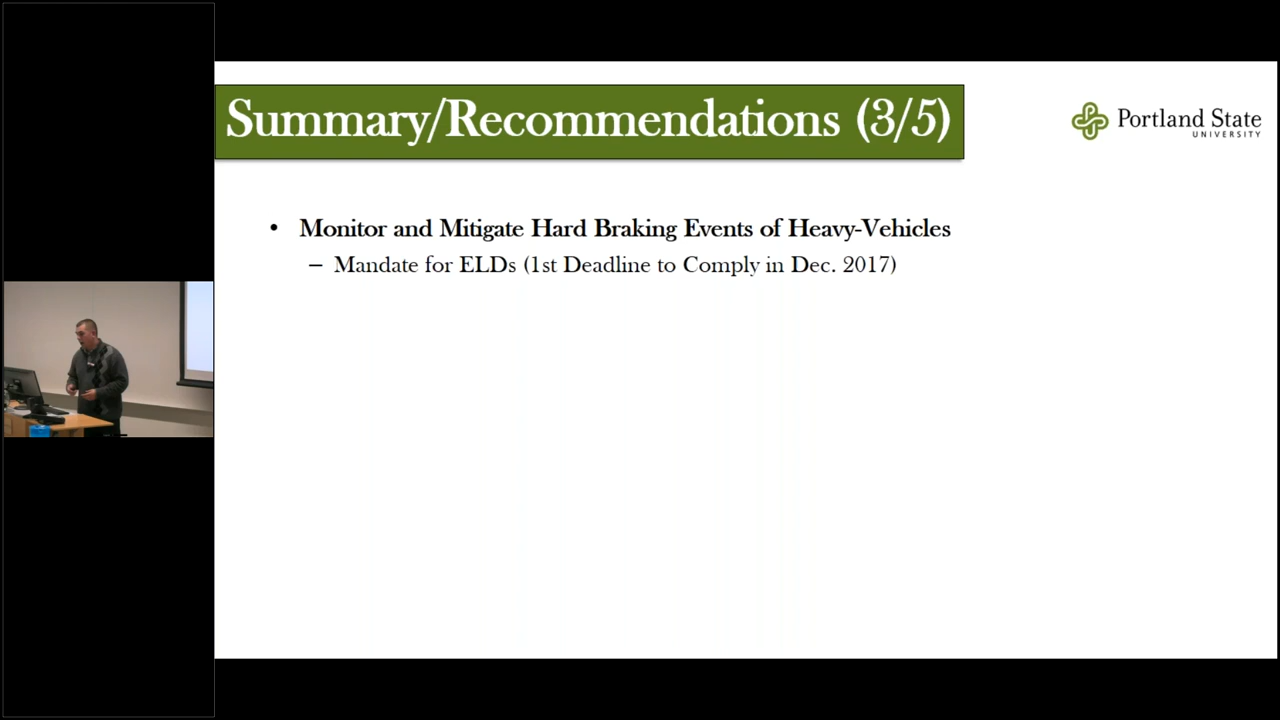 Summary/Recommendations (3/5)
Portland State
UNIVERSITY
• Monitor and Mitigate Hard Braking Events of Heavy-Vehicles
– Mandate for ELDs (1st Deadline to Comply in Dec. 2017)